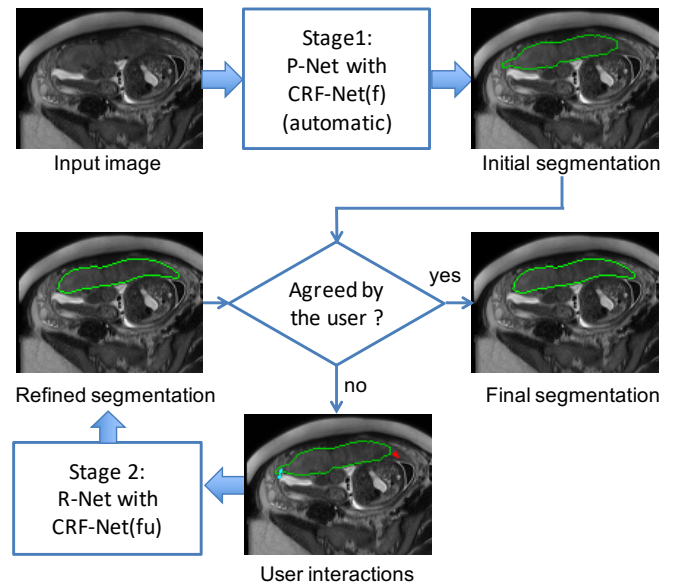 Stage1:
P-Net with
CRF-Net(f)
(automatic)
Input image
Initial segmentation
Agreed by
the user ?
yes
no
Refined segmentation
Final segmentation
Stage 2:
R-Net with
CRF-Net(fu)
User interactions